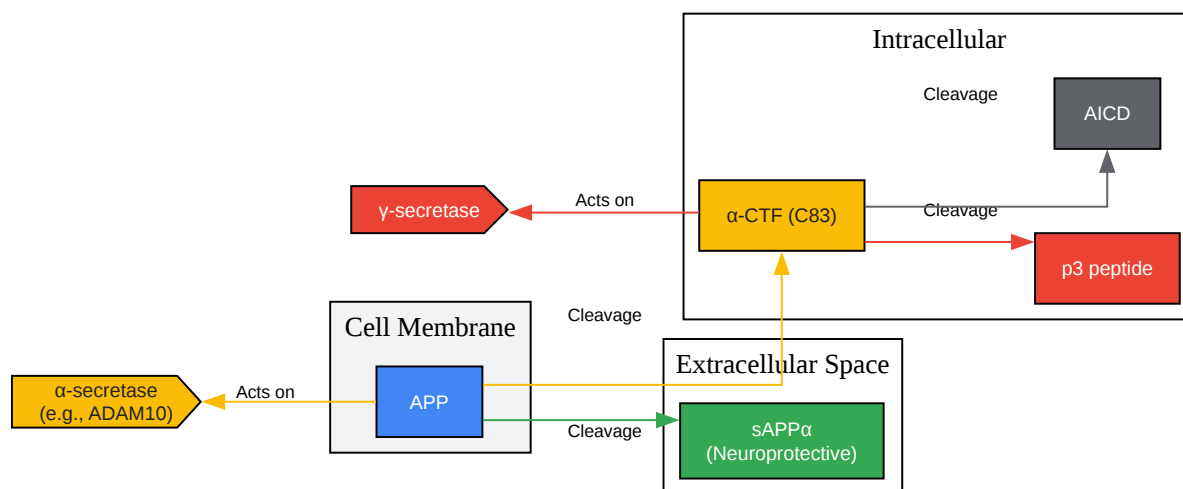 Intracellular
Cleavage
AICD
γ-secretase
Acts on
α-CTF (C83)
Cleavage
p3 peptide
Cell Membrane
Cleavage
Extracellular Space
α-secretase
(e.g., ADAM10)
Acts on
APP
Cleavage
sAPPα
(Neuroprotective)